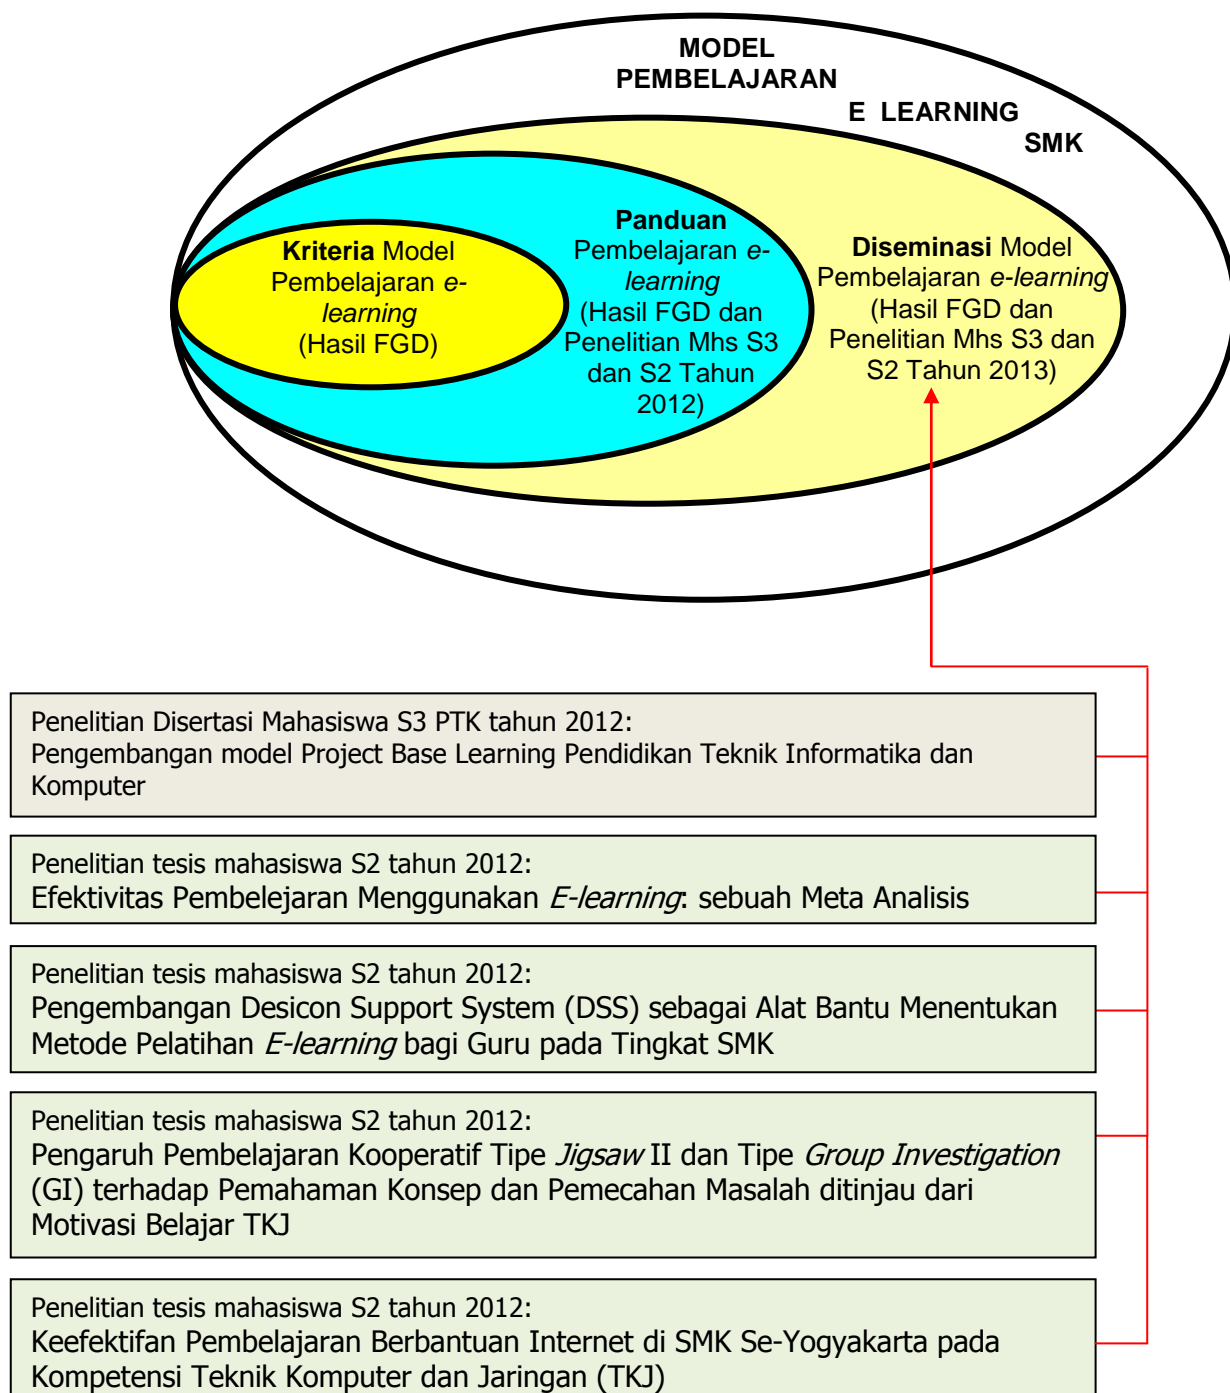 MODEL
PEMBELAJARAN
E LEARNING
SMK
Kriteria Model
Pembelajaran e-
learning
(Hasil FGD)
Panduan
Pembelajaran e-
learning
(Hasil FGD dan
Penelitian Mhs S3
dan S2 Tahun
2012)
Diseminasi Model
Pembelajaran e-learning
(Hasil FGD dan
Penelitian Mhs S3 dan
S2 Tahun 2013)
Penelitian Disertasi Mahasiswa S3 PTK tahun 2012:
Pengembangan model Project Base Learning Pendidikan Teknik Informatika dan
Komputer
Penelitian tesis mahasiswa S2 tahun 2012:
Efektivitas Pembelejaran Menggunakan E-learning: sebuah Meta Analisis
Penelitian tesis mahasiswa S2 tahun 2012:
Pengembangan Desicon Support System (DSS) sebagai Alat Bantu Menentukan
Metode Pelatihan E-learning bagi Guru pada Tingkat SMK
Penelitian tesis mahasiswa S2 tahun 2012:
Pengaruh Pembelajaran Kooperatif Tipe Jigsaw II dan Tipe Group Investigation
(GI) terhadap Pemahaman Konsep dan Pemecahan Masalah ditinjau dari
Motivasi Belajar TKJ
Penelitian tesis mahasiswa S2 tahun 2012:
Keefektifan Pembelajaran Berbantuan Internet di SMK Se-Yogyakarta pada
Kompetensi Teknik Komputer dan Jaringan (TKJ)